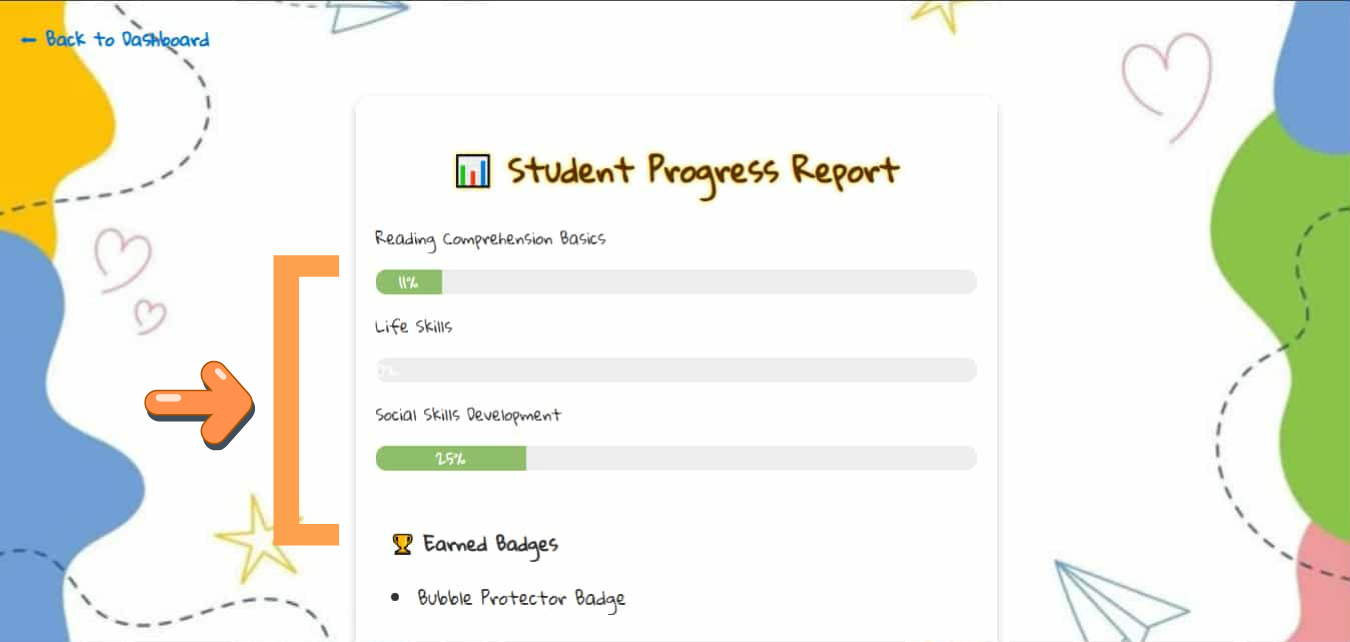 ← Back to Dashboard
Student Progress Report
Reading Comprehension Basics
11%
Life Skills
0%
Social Skills Development
25%
Earned Badges
Bubble Protector Badge